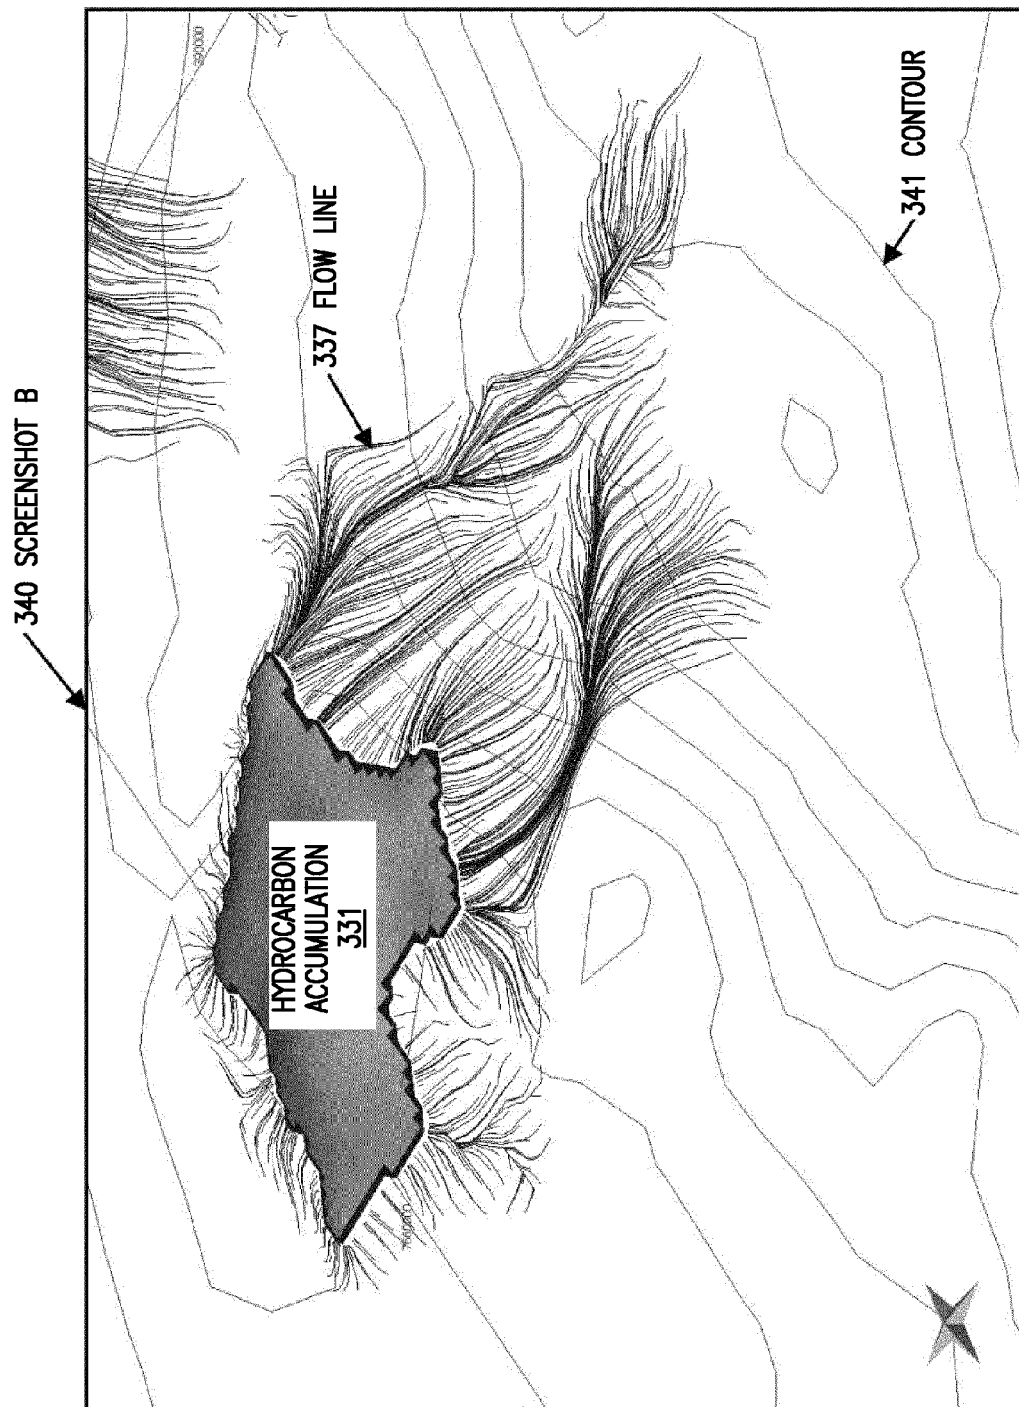 340 SCREENSHOT B
337 FLOW LINE
341 CONTOUR
HYDROCARBON
ACCUMULATION
331